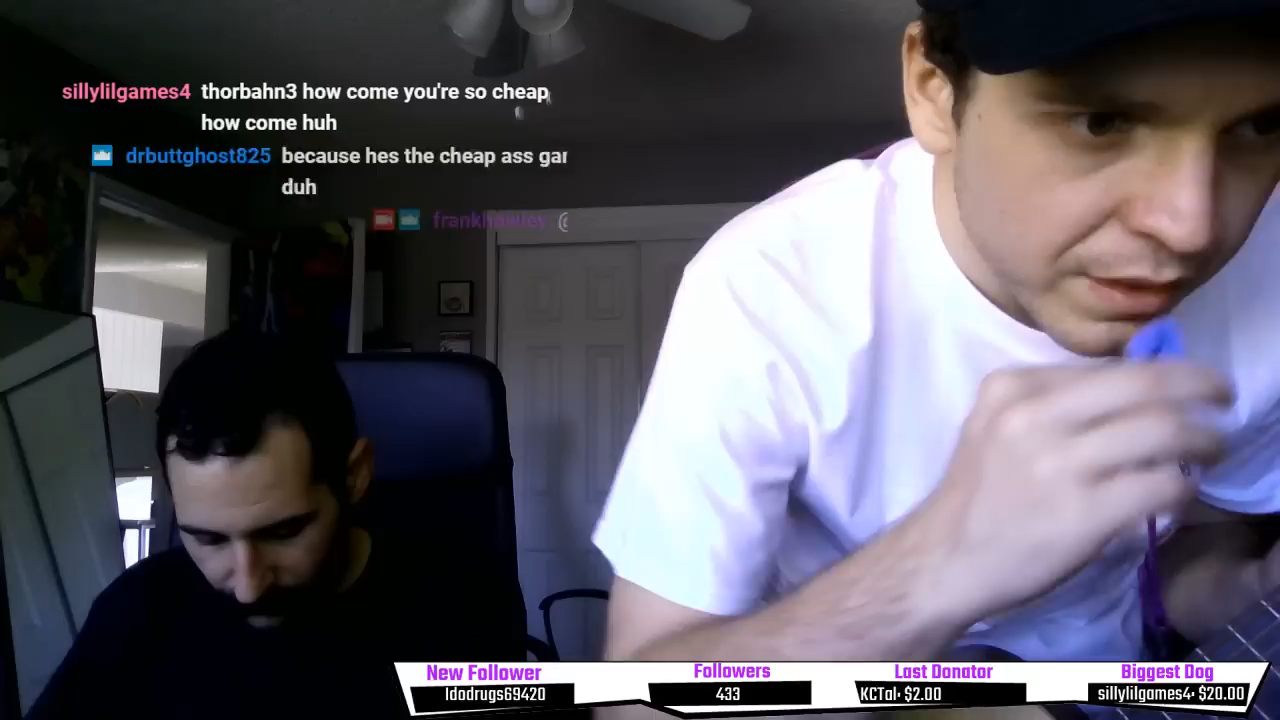 sillylilgames4 thorbahn3 how come you're so cheap
how come huh
drbuttghost825 because hes the cheap ass gar
duh
frankhawley @
New Follower Followers Last Donator Biggest Dog
Idodrugs69420 433 KCTal: $2.00 sillylilgames4: $20.00